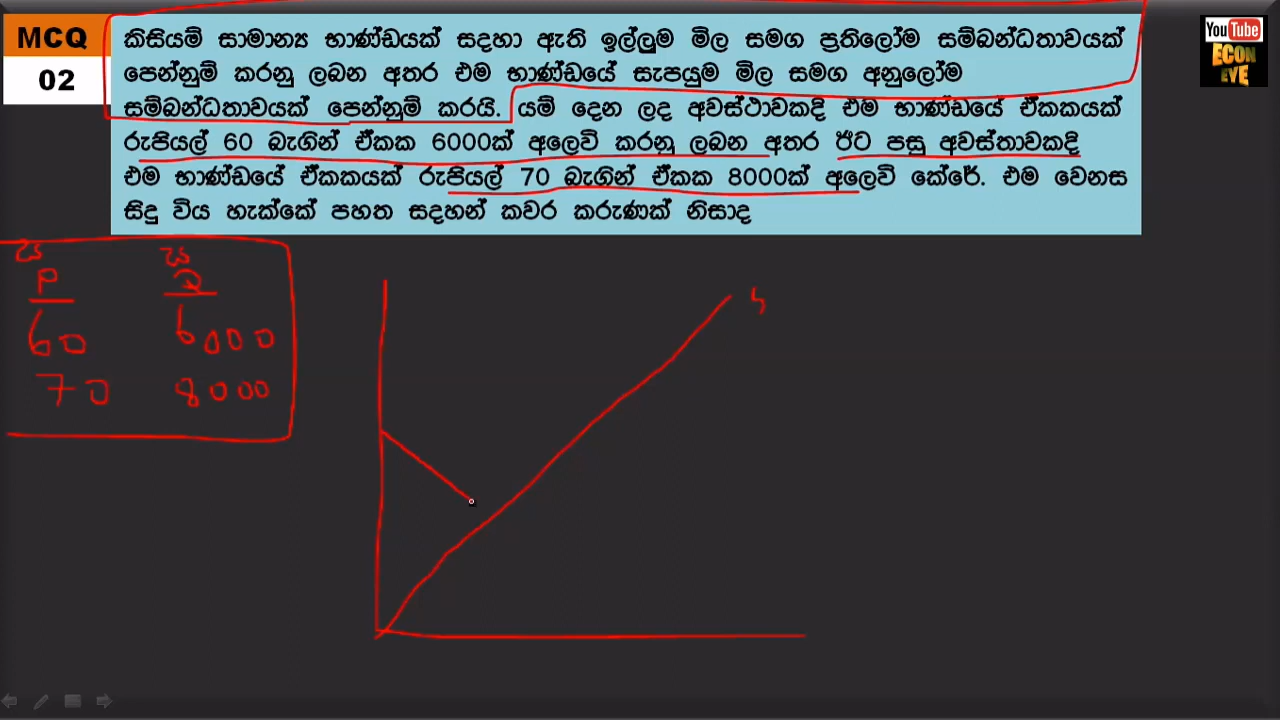 MCQ
02
කිසියම් සාමාන්‍ය භාණ්ඩයක් සදහා ඇති ඉල්ලුම මිල සමග ප්‍රතිලෝම සම්බන්ධතාවයක්
පෙන්නුම් කරනු ලබන අතර එම භාණ්ඩයේ සැපයුම මිල සමග අනුලෝම
සම්බන්ධතාවයක් පෙන්නුම් කරයි. යම් දෙන ලද අවස්ථාවකදි එම භාණ්ඩයේ ඒකකයක්
රුපියල් 60 බැගින් ඒකක 6000ක් අලෙවි කරනු ලබන අතර ඊට පසු අවස්තාවකදි
එම භාණ්ඩයේ ඒකකයක් රුපියල් 70 බැගින් ඒකක 8000ක් අලෙවි කේරේ. එම වෙනස
සිදු විය හැක්කේ පහත සදහන් කවර කරුණක් නිසාද
YouTube
ECON
EYE
ස ස
P Q
60 6000
70 8000
S